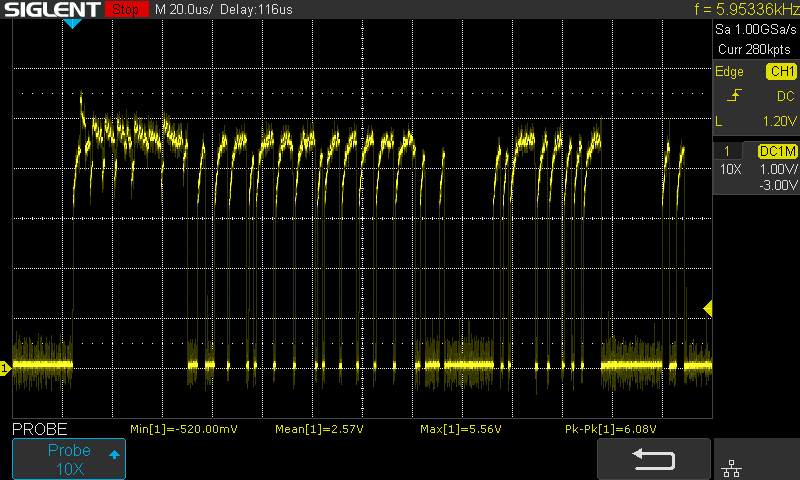 SIGLENT Stop M 20.0us/ Delay:116us f = 5.95336kHz
Sa 1.00GSa/s
Curr 280kpts
Edge CH1
DC
L 1.20V
1 DC1M
10X 1.00V/
-3.00V
1
PROBE Min[1]=-520.00mV Mean[1]=2.57V Max[1]=5.56V Pk-Pk[1]=6.08V
Probe
10X